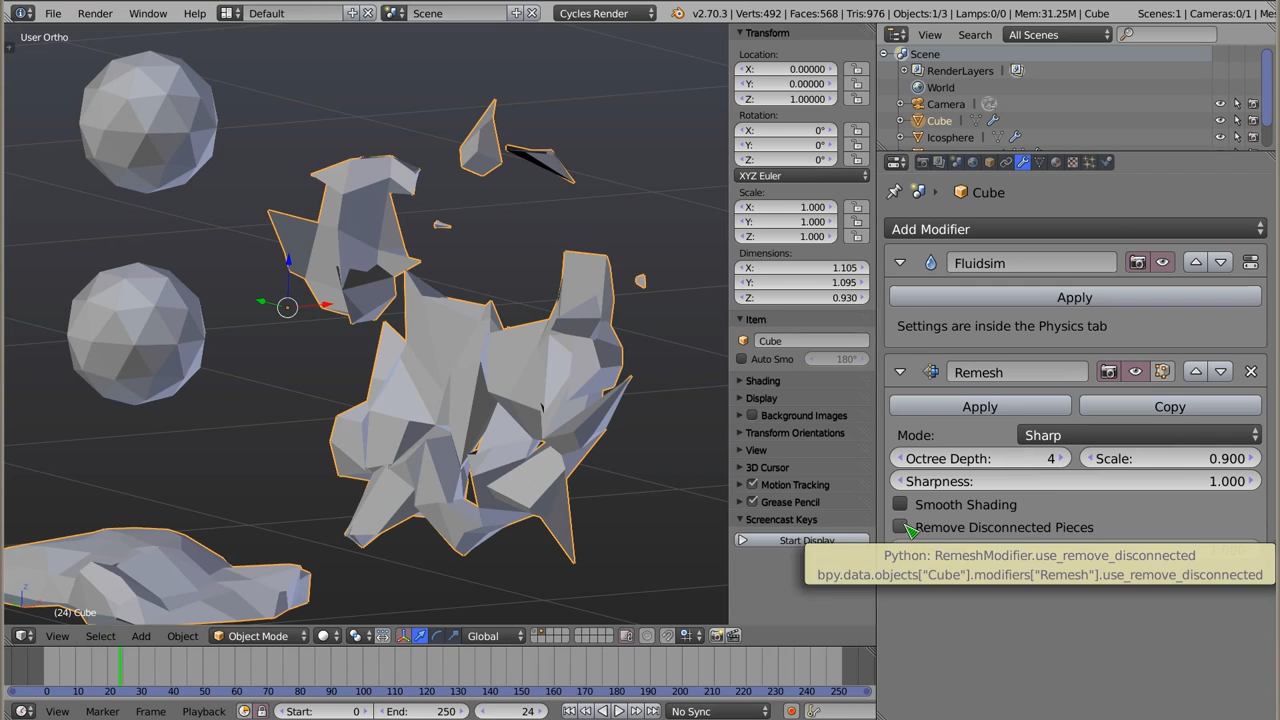 File Render Window Help Default Scene Cycles Render v2.70.3 | Verts:492 | Faces:568 | Tris:976 | Objects:1/3 | Lamps:0/0 | Mem:31.25M | Cube Scenes:1 | Cameras:0/1 |
User Ortho
Transform
Location:
X: 0.00000
Y: 0.00000
Z: 1.00000
Rotation:
X: 0°
Y: 0°
Z: 0°
XYZ Euler
Scale:
X: 1.000
Y: 1.000
Z: 1.000
Dimensions:
X: 1.105
Y: 1.095
Z: 0.930
Item
Cube
Auto Smo 180°
Shading
Display
Background Images
Transform Orientations
View
3D Cursor
Motion Tracking
Grease Pencil
Screencast Keys
Start Display
View Search All Scenes
Scene
RenderLayers
World
Camera
Cube
Icosphere
Cube
Add Modifier
Fluidsim
Apply
Settings are inside the Physics tab
Remesh
Apply Copy
Mode: Sharp
Octree Depth: 4 Scale: 0.900
Sharpness: 1.000
Smooth Shading
Remove Disconnected Pieces
Python: RemeshModifier.use_remove_disconnected
bpy.data.objects["Cube"].modifiers["Remesh"].use_remove_disconnected
z
(24) Cube
View Select Add Object Object Mode Global
0 10 20 30 40 50 60 70 80 90 100 110 120 130 140 150 160 170 180 190 200 210 220 230 240 250
View Marker Frame Playback Start: 0 End: 250 24 No Sync